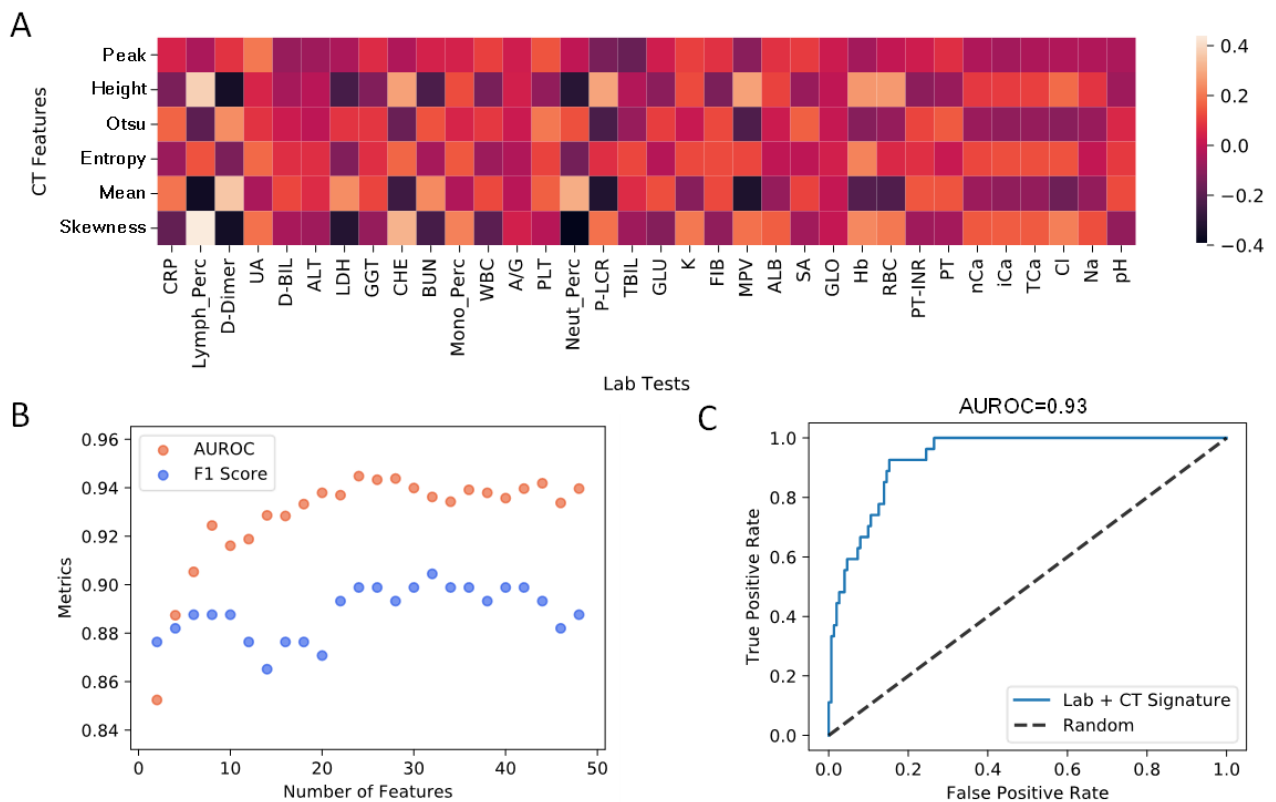 A
CT Features
Peak
Height
Otsu
Entropy
Mean
Skewness
0.4
0.2
0.0
−0.2
−0.4
CRP
Lymph_Perc
D-Dimer
UA
D-BIL
ALT
LDH
GGT
CHE
BUN
Mono_Perc
WBC
A/G
PLT
Neut_Perc
P-LCR
TBIL
GLU
K
FIB
MPV
ALB
SA
GLO
Hb
RBC
PT-INR
PT
nCa
iCa
TCa
Cl
Na
pH
Lab Tests
B
AUROC
F1 Score
0.96
0.94
0.92
0.90
0.88
0.86
0.84
Metrics
0 10 20 30 40 50
Number of Features
C
AUROC=0.93
1.0
0.8
0.6
0.4
0.2
0.0
True Positive Rate
Lab + CT Signature
Random
0.0 0.2 0.4 0.6 0.8 1.0
False Positive Rate